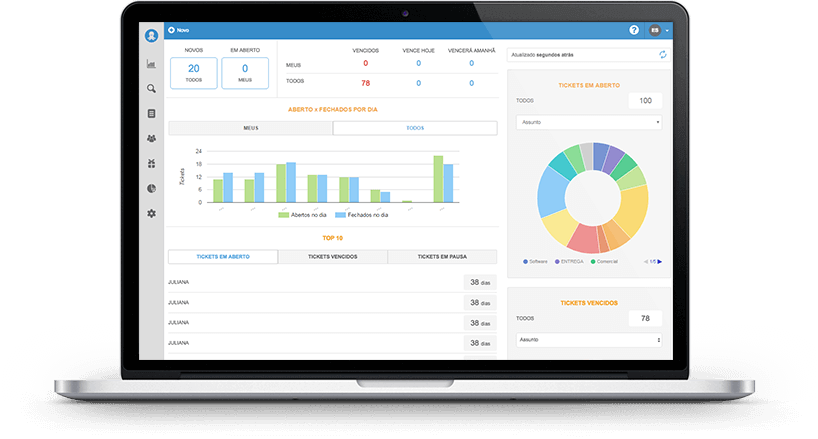 Novo
?
EB
NOVOS
20
TODOS
EM ABERTO
0
MEUS
VENCIDOS VENCE HOJE VENCERÁ AMANHÃ
MEUS 0 0 0
TODOS 78 0 0
ABERTO x FECHADOS POR DIA
MEUS TODOS
Tickets
24
18
12
6
0
Abertos no dia Fechados no dia
TOP 10
TICKETS EM ABERTO TICKETS VENCIDOS TICKETS EM PAUSA
JULIANA 38 dias
JULIANA 38 dias
JULIANA 38 dias
JULIANA 38 dias
Atualizado segundos atrás
TICKETS EM ABERTO
TODOS 100
Assunto
Software ENTREGA Comercial 1/5
TICKETS VENCIDOS
TODOS 78
Assunto